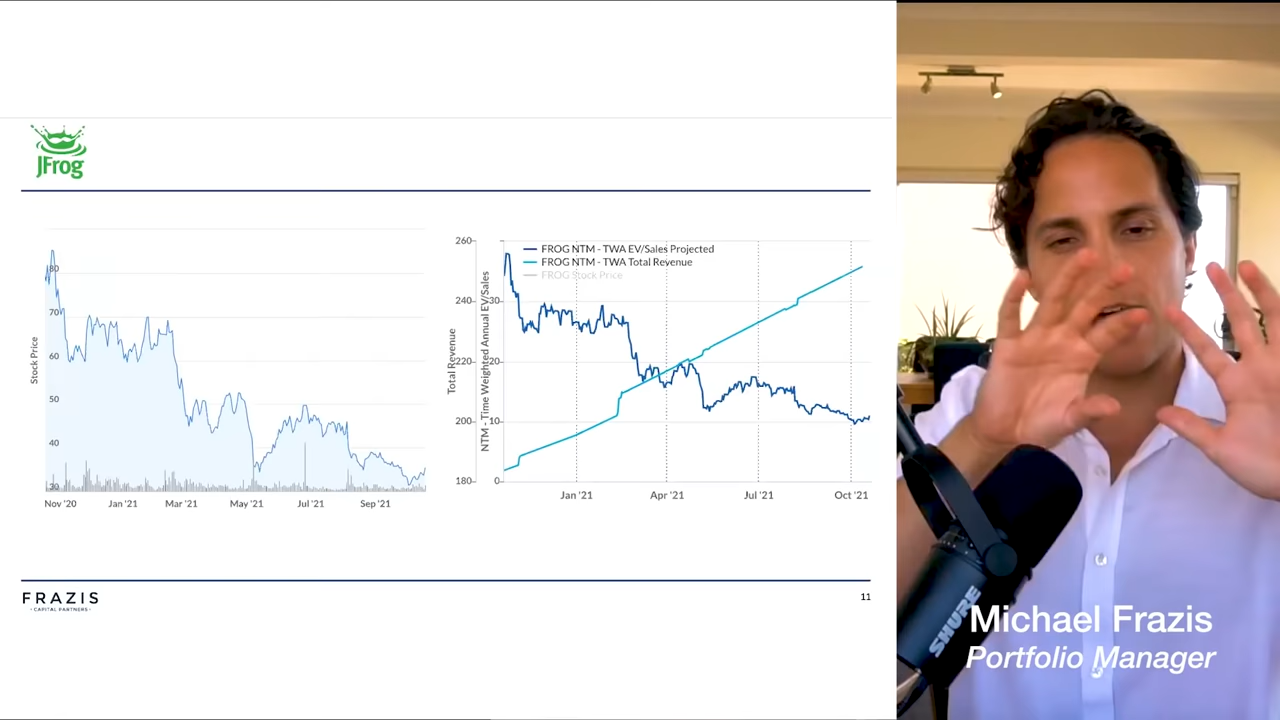 JFrog
Stock Price
80
70
60
50
40
30
Nov '20
Jan '21
Mar '21
May '21
Jul '21
Sep '21
FROG NTM - TWA EV/Sales Projected
FROG NTM - TWA Total Revenue
FROG Stock Price
Total Revenue
260
240
220
200
180
NTM - Time Weighted Annual EV/Sales
30
20
10
0
Jan '21
Apr '21
Jul '21
Oct '21
FRAZIS
· CAPITAL PARTNERS ·
11
SHURE
Michael Frazis
Portfolio Manager